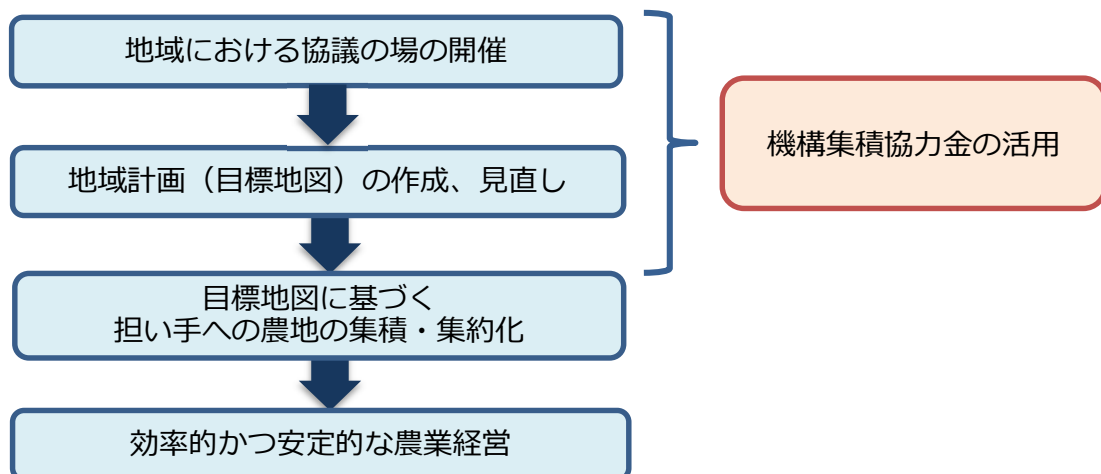 地域における協議の場の開催
機構集積協力金の活用
地域計画（目標地図）の作成、見直し
目標地図に基づく
担い手への農地の集積・集約化
効率的かつ安定的な農業経営